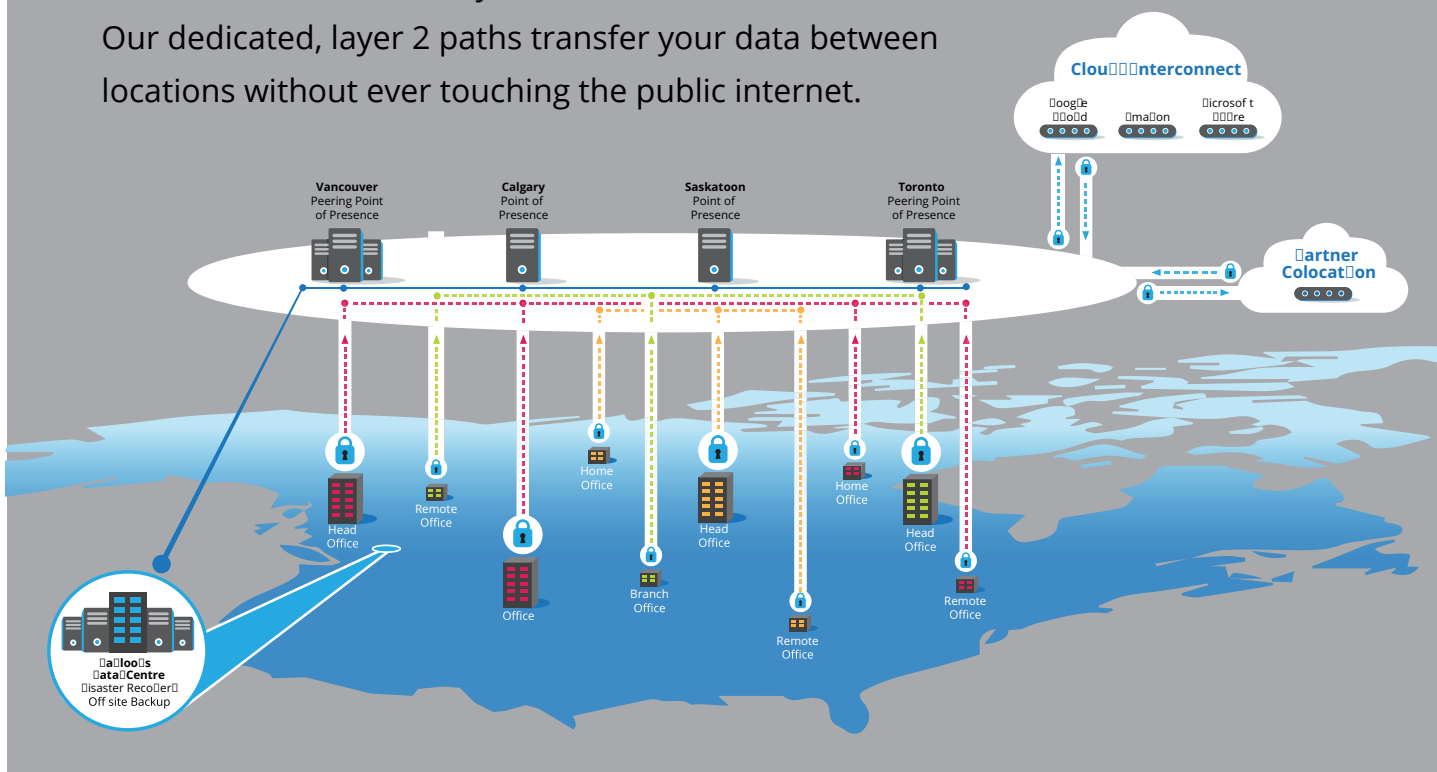 Our dedicated, layer 2 paths transfer your data between
locations without ever touching the public internet.
Vancouver
Peering Point
of Presence
Calgary
Point of
Presence
Saskatoon
Point of
Presence
Toronto
Peering Point
of Presence
Home
Office
Remote
Office
Head
Office
Office
Branch
Office
Head
Office
Remote
Office
Home
Office
Head
Office
Remote
Office
Off site Backup